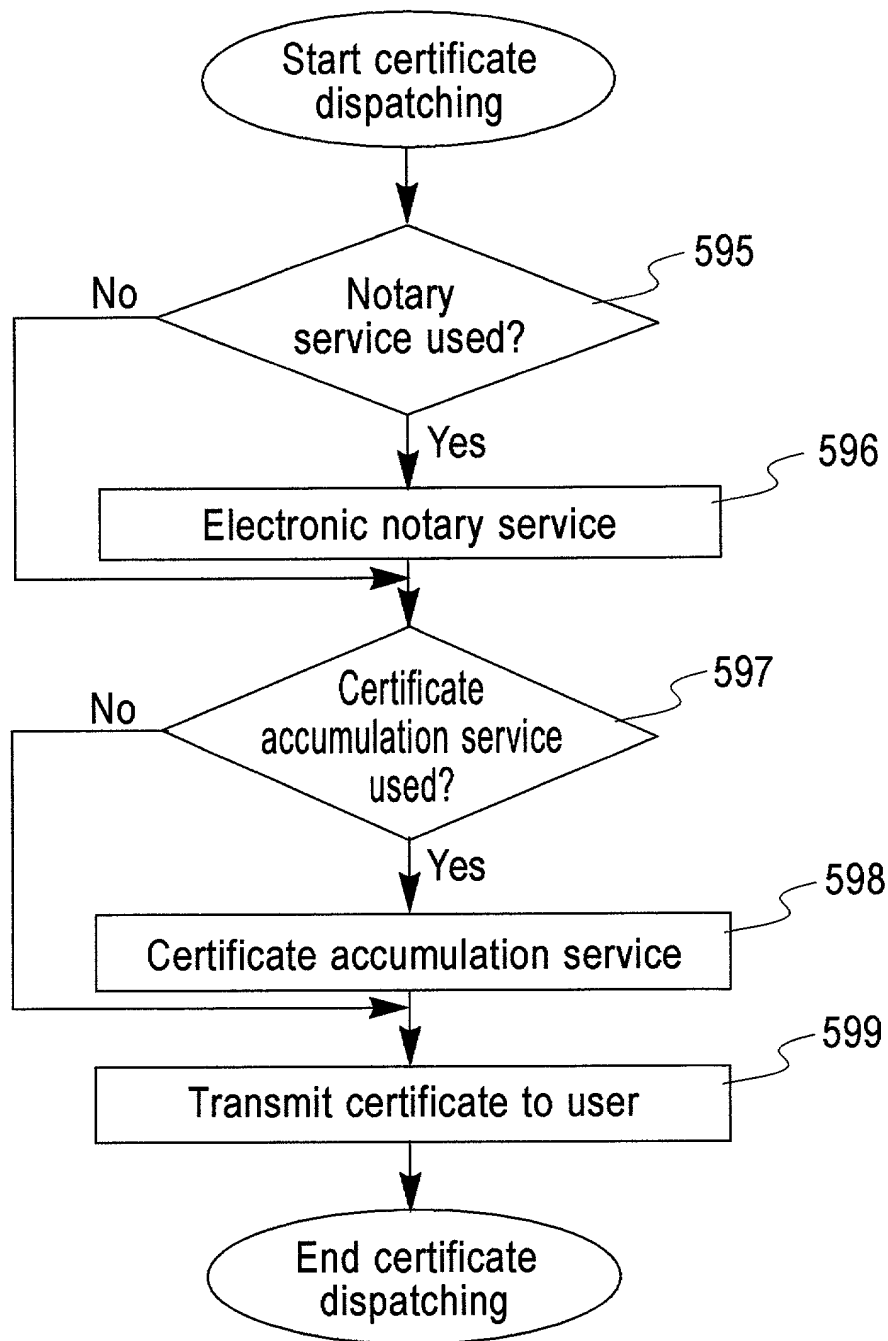 Start certificate
dispatching
595
No
Notary
service used?
Yes
596
Electronic notary service
597
No
Certificate
accumulation service
used?
Yes
598
Certificate accumulation service
599
Transmit certificate to user
End certificate
dispatching